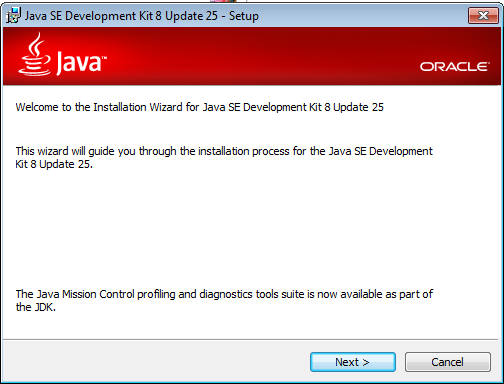 Java SE Development Kit 8 Update 25 - Setup
Java™
ORACLE®
Welcome to the Installation Wizard for Java SE Development Kit 8 Update 25
This wizard will guide you through the installation process for the Java SE Development
Kit 8 Update 25.
The Java Mission Control profiling and diagnostics tools suite is now available as part of
the JDK.
Next >
Cancel